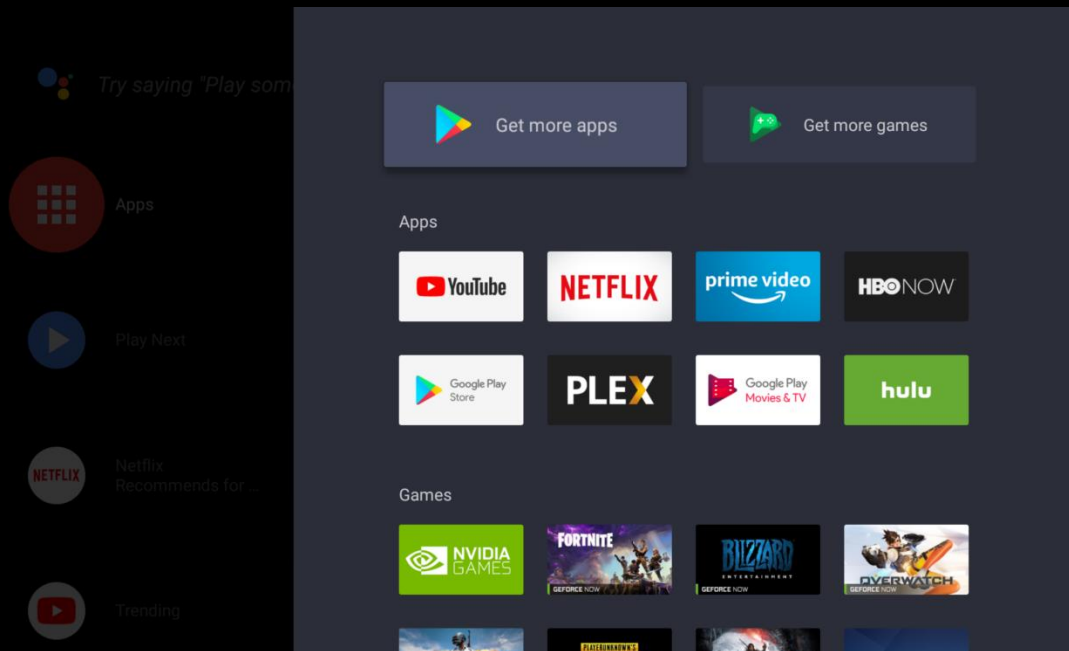 Try saying "Play som
Get more apps
Get more games
Apps
Apps
YouTube
NETFLIX
prime video
HBO NOW
Play Next
Google Play
Store
PLEX
Google Play
Movies & TV
hulu
NETFLIX
Netflix
Recommends for ...
Games
NVIDIA
GAMES
FORTNITE
GEFORCE NOW
BLIZZARD
ENTERTAINMENT
GEFORCE NOW
OVERWATCH
GEFORCE NOW
Trending
PLAYERUNKNOWN'S